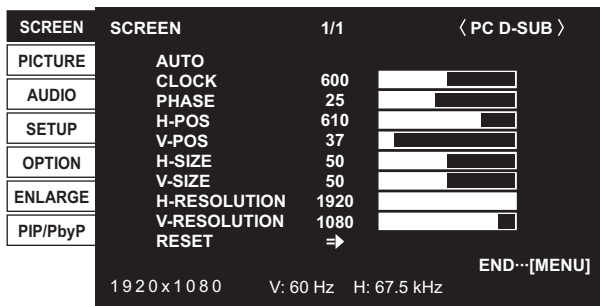 SCREEN
PICTURE
AUDIO
SETUP
OPTION
ENLARGE
PIP/PbyP
SCREEN 1/1 〈 PC D-SUB 〉
AUTO
CLOCK 600
PHASE 25
H-POS 610
V-POS 37
H-SIZE 50
V-SIZE 50
H-RESOLUTION 1920
V-RESOLUTION 1080
RESET
END···[MENU]
1920x1080 V: 60 Hz H: 67.5 kHz